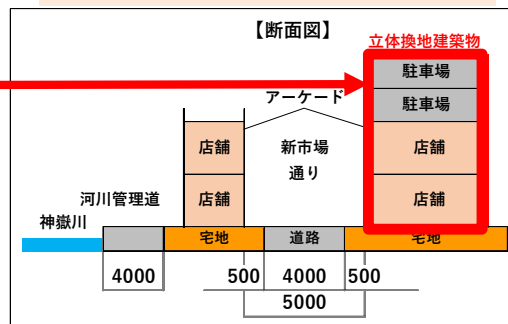 【断面図】
立体換地建築物
駐車場
アーケード
駐車場
店舗
新市場
通り
店舗
河川管理道
店舗
店舗
神嶽川
宅地
道路
宅地
4000
500
4000
500
5000